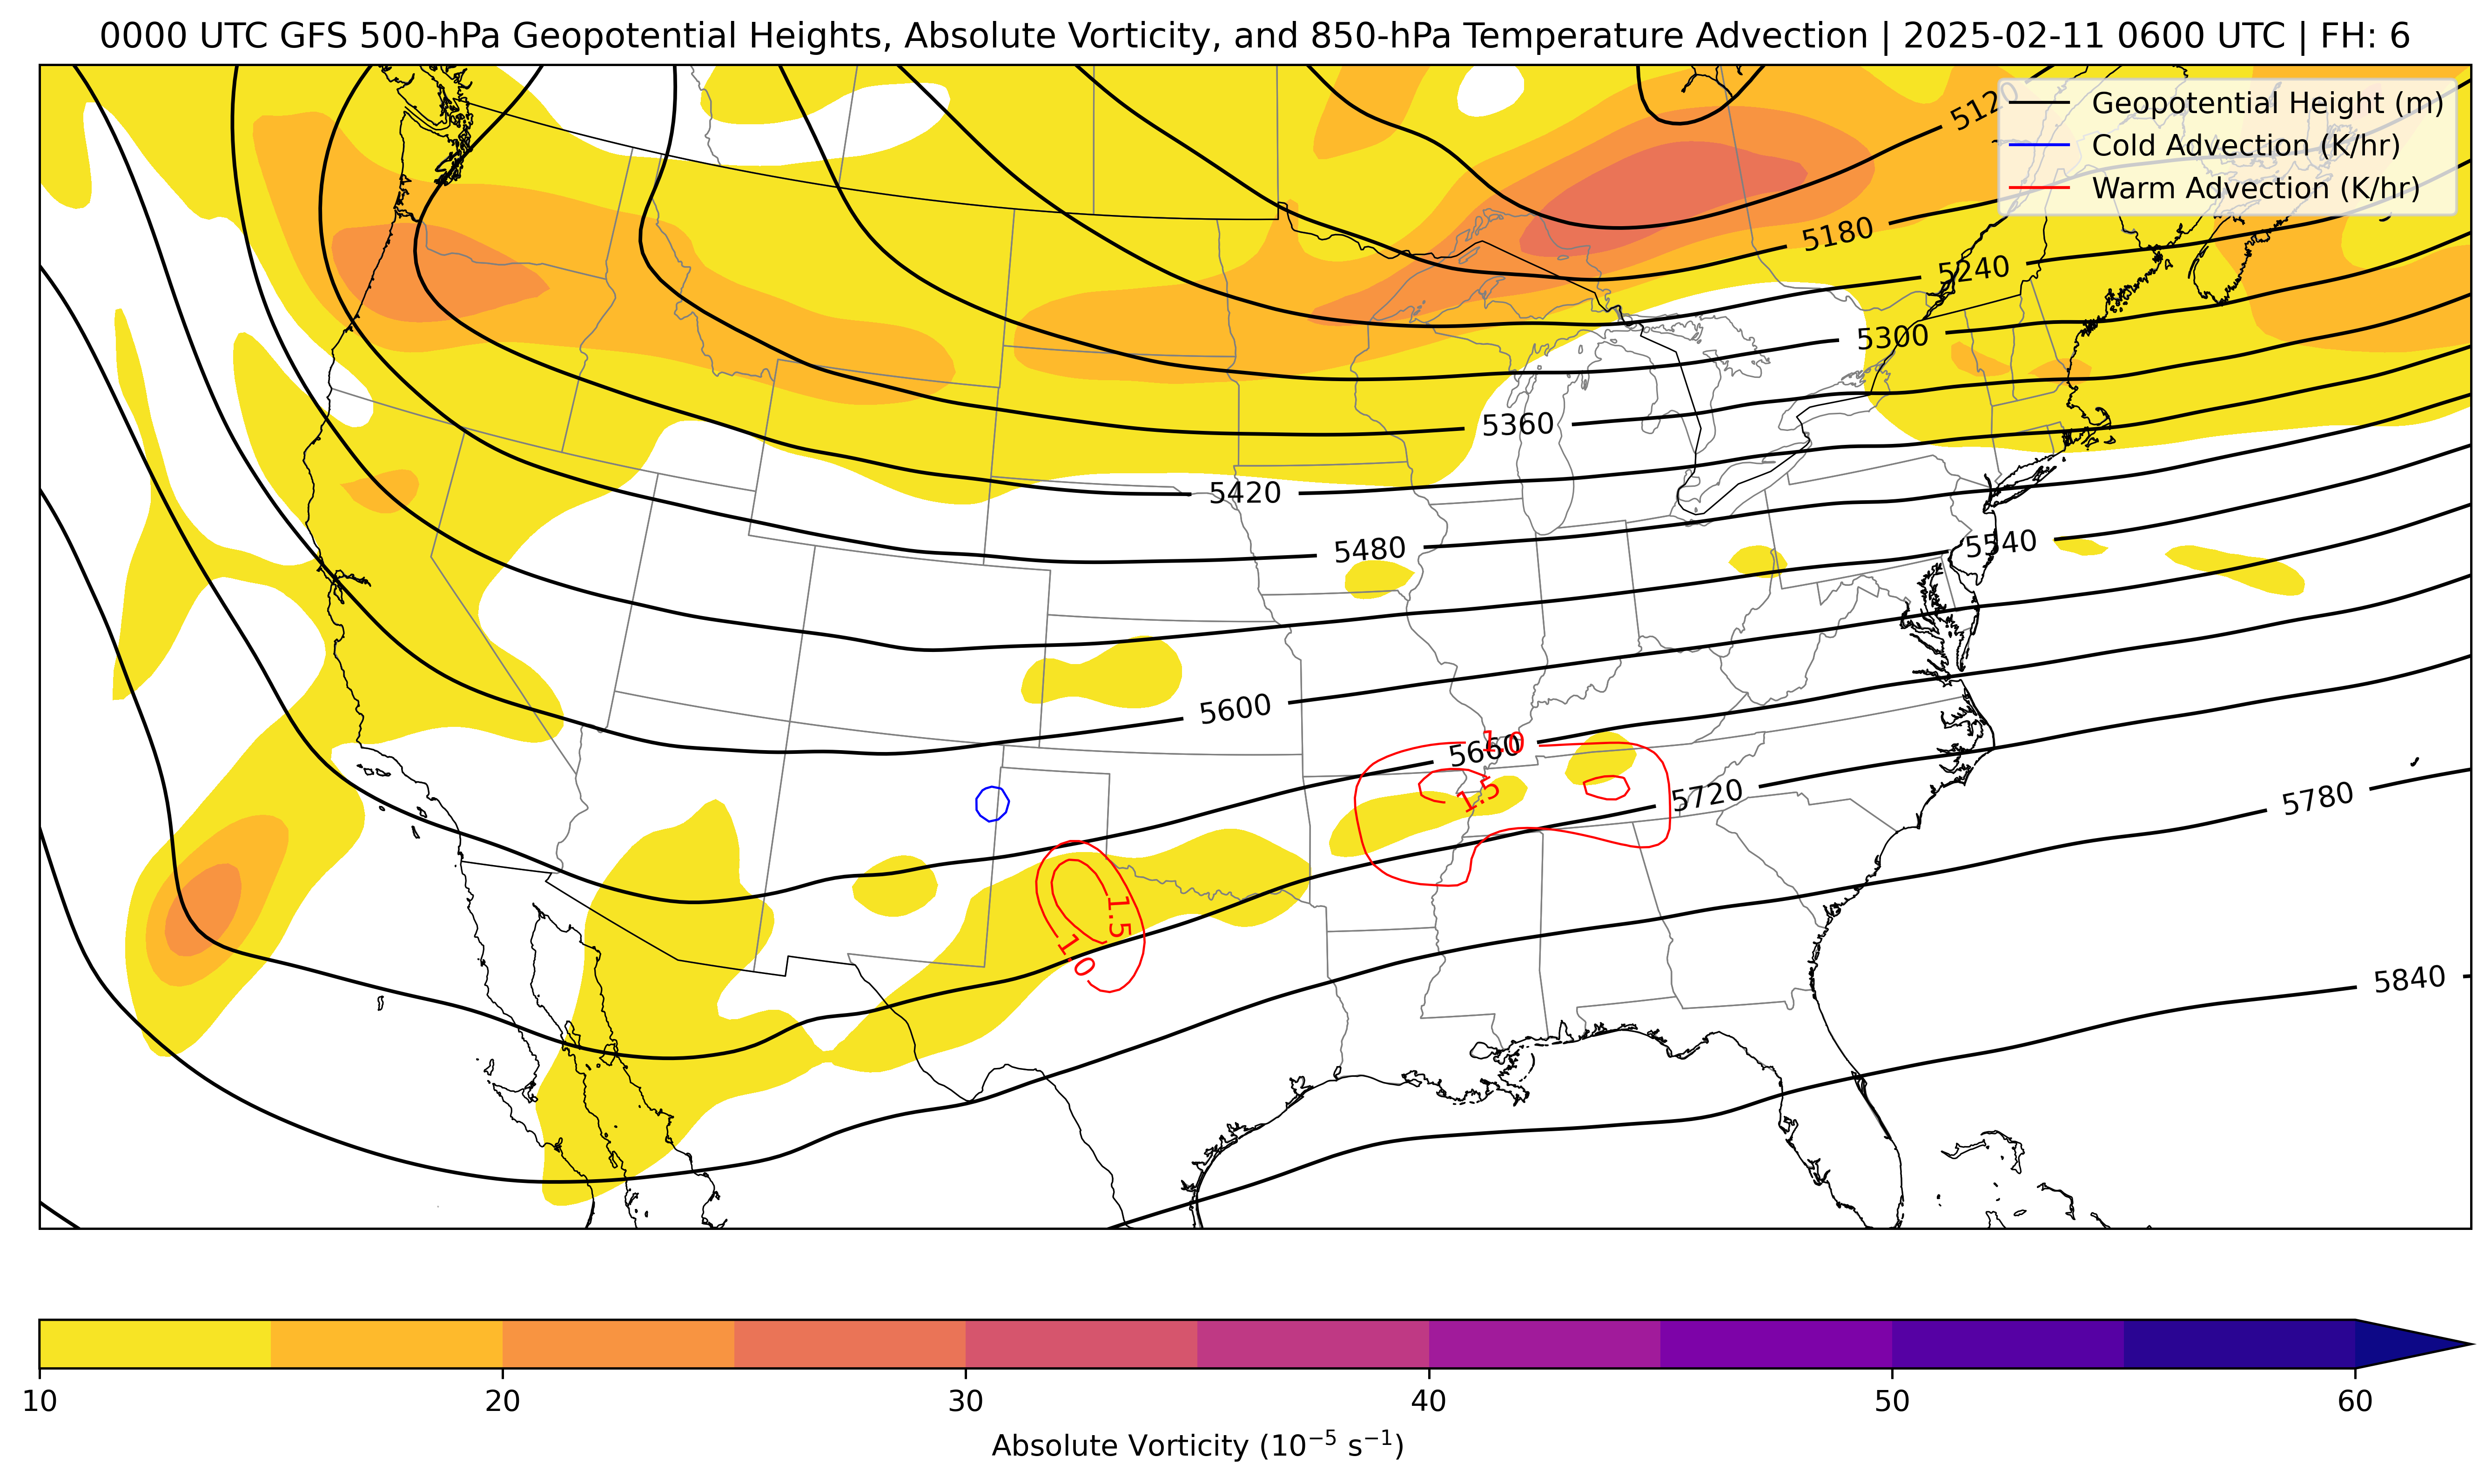 0000 UTC GFS 500-hPa Geopotential Heights, Absolute Vorticity, and 850-hPa Temperature Advection | 2025-02-11 0600 UTC | FH: 6
Geopotential Height (m)
Cold Advection (K/hr)
Warm Advection (K/hr)
5120
5180
5240
5300
5360
5420
5480
5540
5600
5660
1.0
1.5
5720
5780
1.5
1.0
5840
10 20 30 40 50 60
Absolute Vorticity (10⁻⁵ s⁻¹)